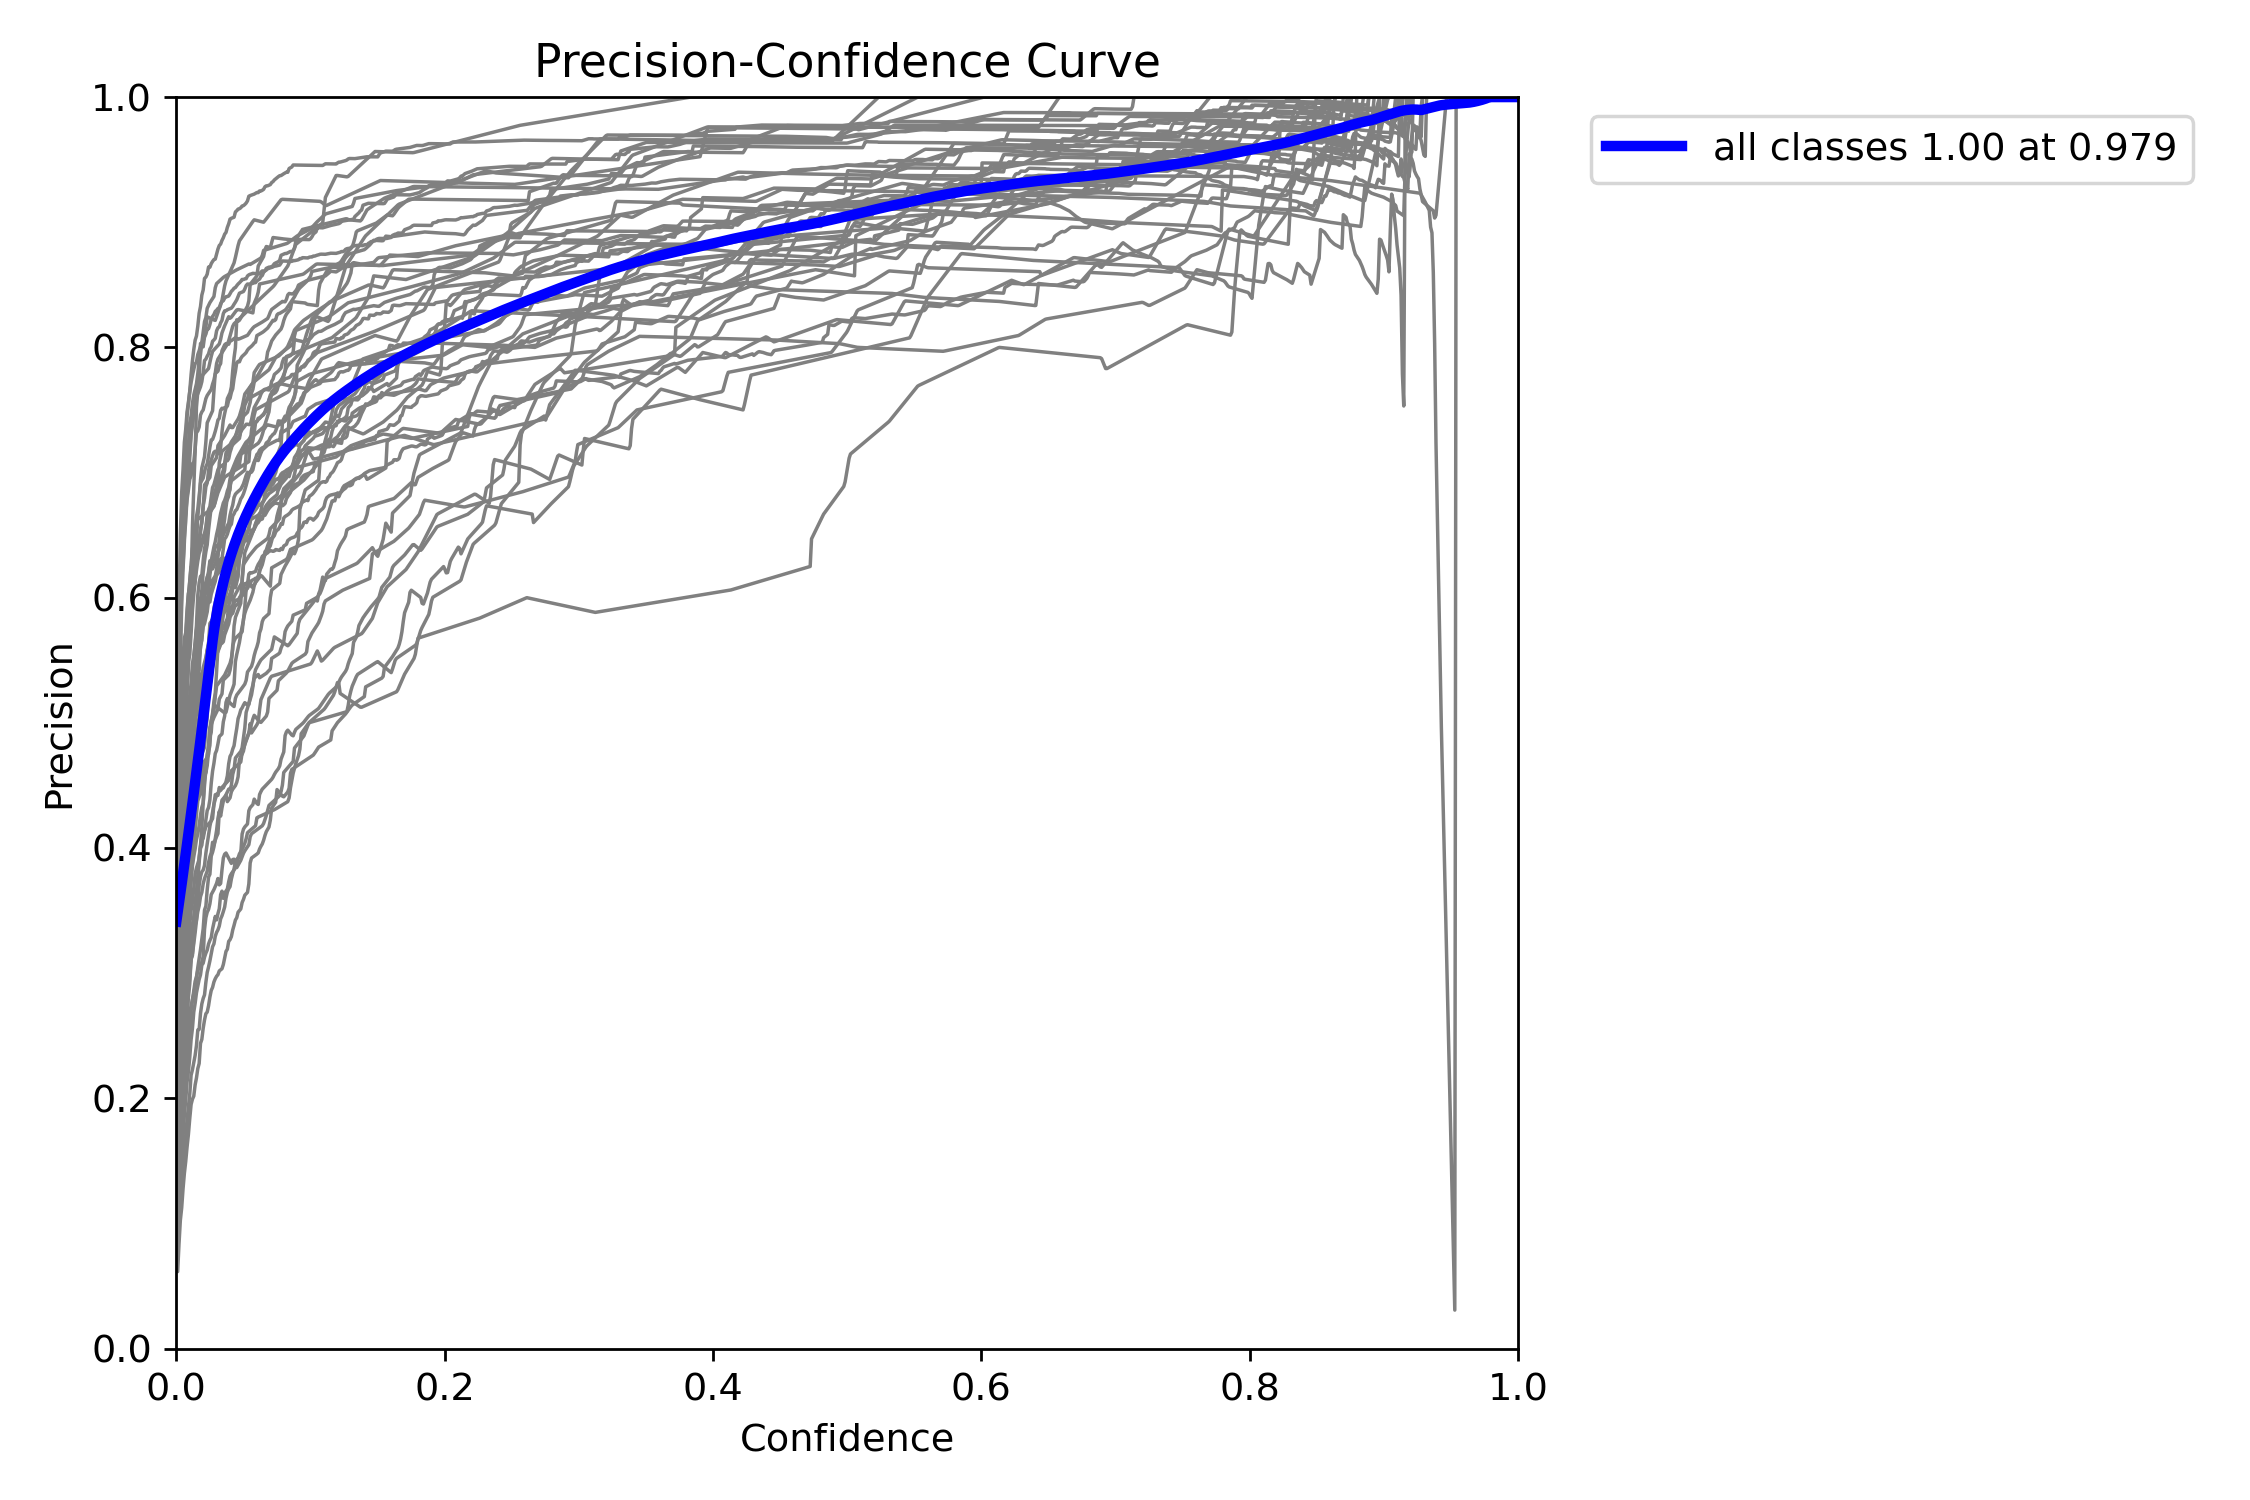 Precision-Confidence Curve
all classes 1.00 at 0.979
1.0
0.8
0.6
0.4
0.2
0.0
Precision
0.0 0.2 0.4 0.6 0.8 1.0
Confidence